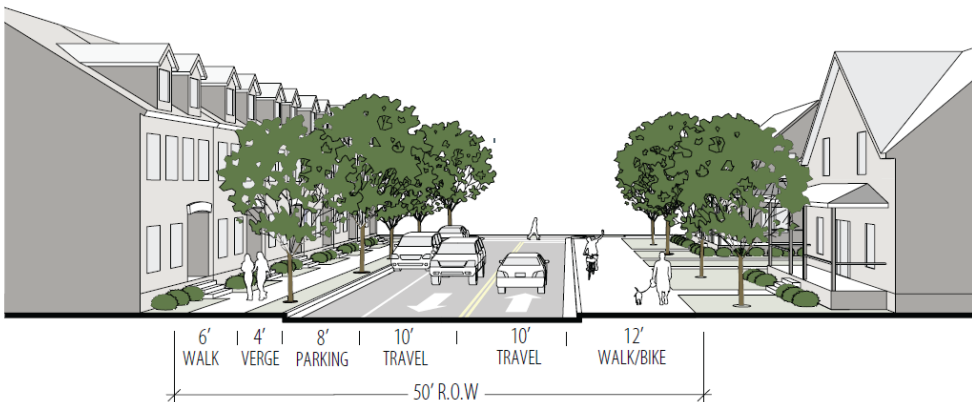 6' 4' 8' 10' 10' 12'
WALK VERGE PARKING TRAVEL TRAVEL WALK/BIKE
50' R.O.W